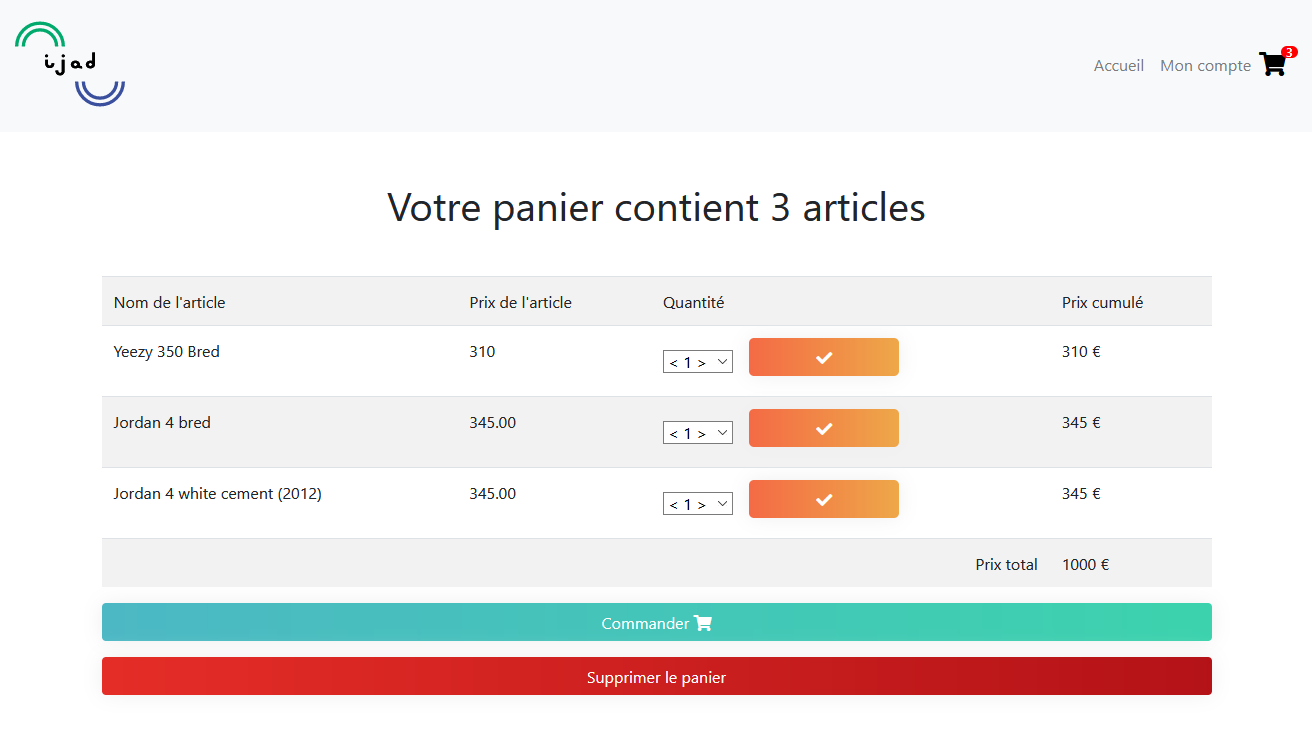 ijad
Accueil Mon compte 3
Votre panier contient 3 articles
Nom de l'article Prix de l'article Quantité Prix cumulé
Yeezy 350 Bred 310 < 1 > 310 €
Jordan 4 bred 345.00 < 1 > 345 €
Jordan 4 white cement (2012) 345.00 < 1 > 345 €
Prix total 1000 €
Commander
Supprimer le panier